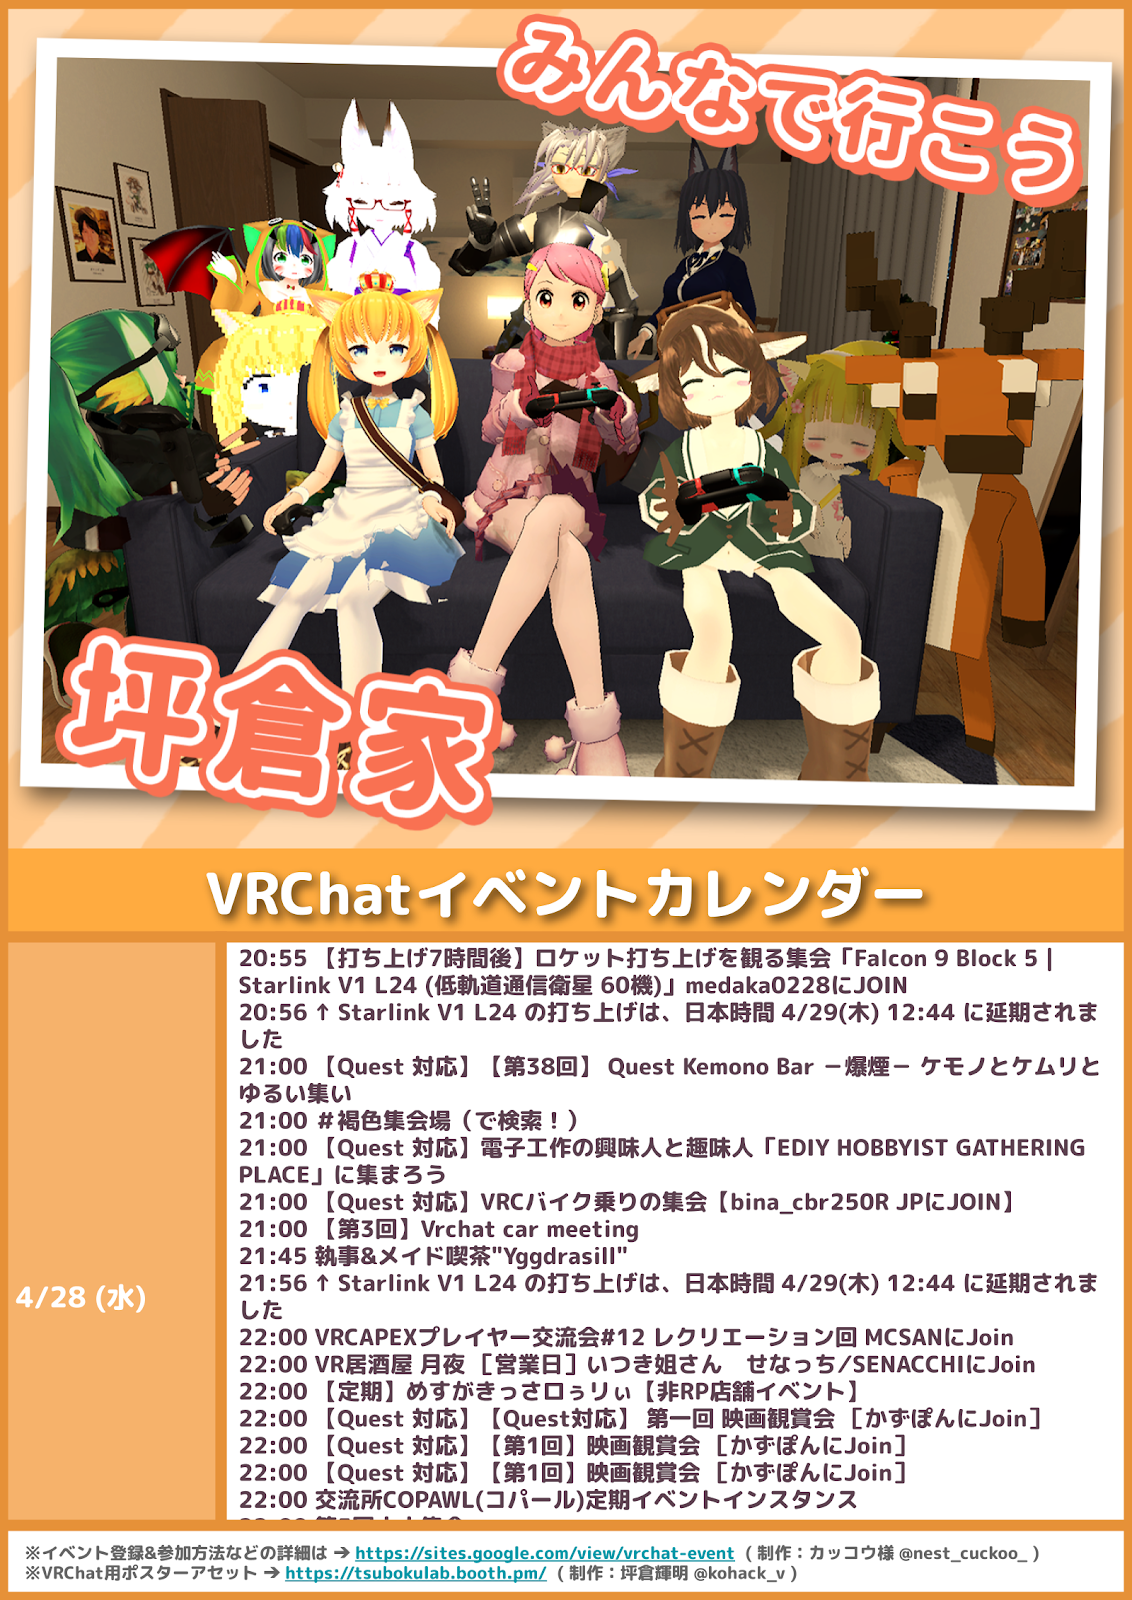 みんなで行こう
坪倉家
VRChatイベントカレンダー
4/28 (水)
20:55 【打ち上げ7時間後】ロケット打ち上げを観る集会「Falcon 9 Block 5 |
Starlink V1 L24 (低軌道通信衛星 60機)」medaka0228にJOIN
20:56 ↑ Starlink V1 L24 の打ち上げは、日本時間 4/29(木) 12:44 に延期されま
した
21:00 【Quest 対応】【第38回】 Quest Kemono Bar －爆煙－ ケモノとケムリと
ゆるい集い
21:00 ＃褐色集会場（で検索！）
21:00 【Quest 対応】電子工作の興味人と趣味人「EDIY HOBBYIST GATHERING
PLACE」に集まろう
21:00 【Quest 対応】VRCバイク乗りの集会【bina_cbr250R JPにJOIN】
21:00 【第3回】Vrchat car meeting
21:45 執事&メイド喫茶"Yggdrasill"
21:56 ↑ Starlink V1 L24 の打ち上げは、日本時間 4/29(木) 12:44 に延期されま
した
22:00 VRCAPEXプレイヤー交流会#12 レクリエーション回 MCSANにJoin
22:00 VR居酒屋 月夜 ［営業日］いつき姐さん　せなっち/SENACCHIにJoin
22:00 【定期】めすがきっさロぅリぃ【非RP店舗イベント】
22:00 【Quest 対応】【Quest対応】 第一回 映画観賞会 ［かずぽんにJoin］
22:00 【Quest 対応】【第1回】映画観賞会 ［かずぽんにJoin］
22:00 【Quest 対応】【第1回】映画観賞会 ［かずぽんにJoin］
22:00 交流所COPAWL(コパール)定期イベントインスタンス
※イベント登録&参加方法などの詳細は ➔ https://sites.google.com/view/vrchat-event （ 制作：カッコウ様 @nest_cuckoo_ ）
※VRChat用ポスターアセット ➔ https://tsubokulab.booth.pm/ （ 制作：坪倉輝明 @kohack_v ）